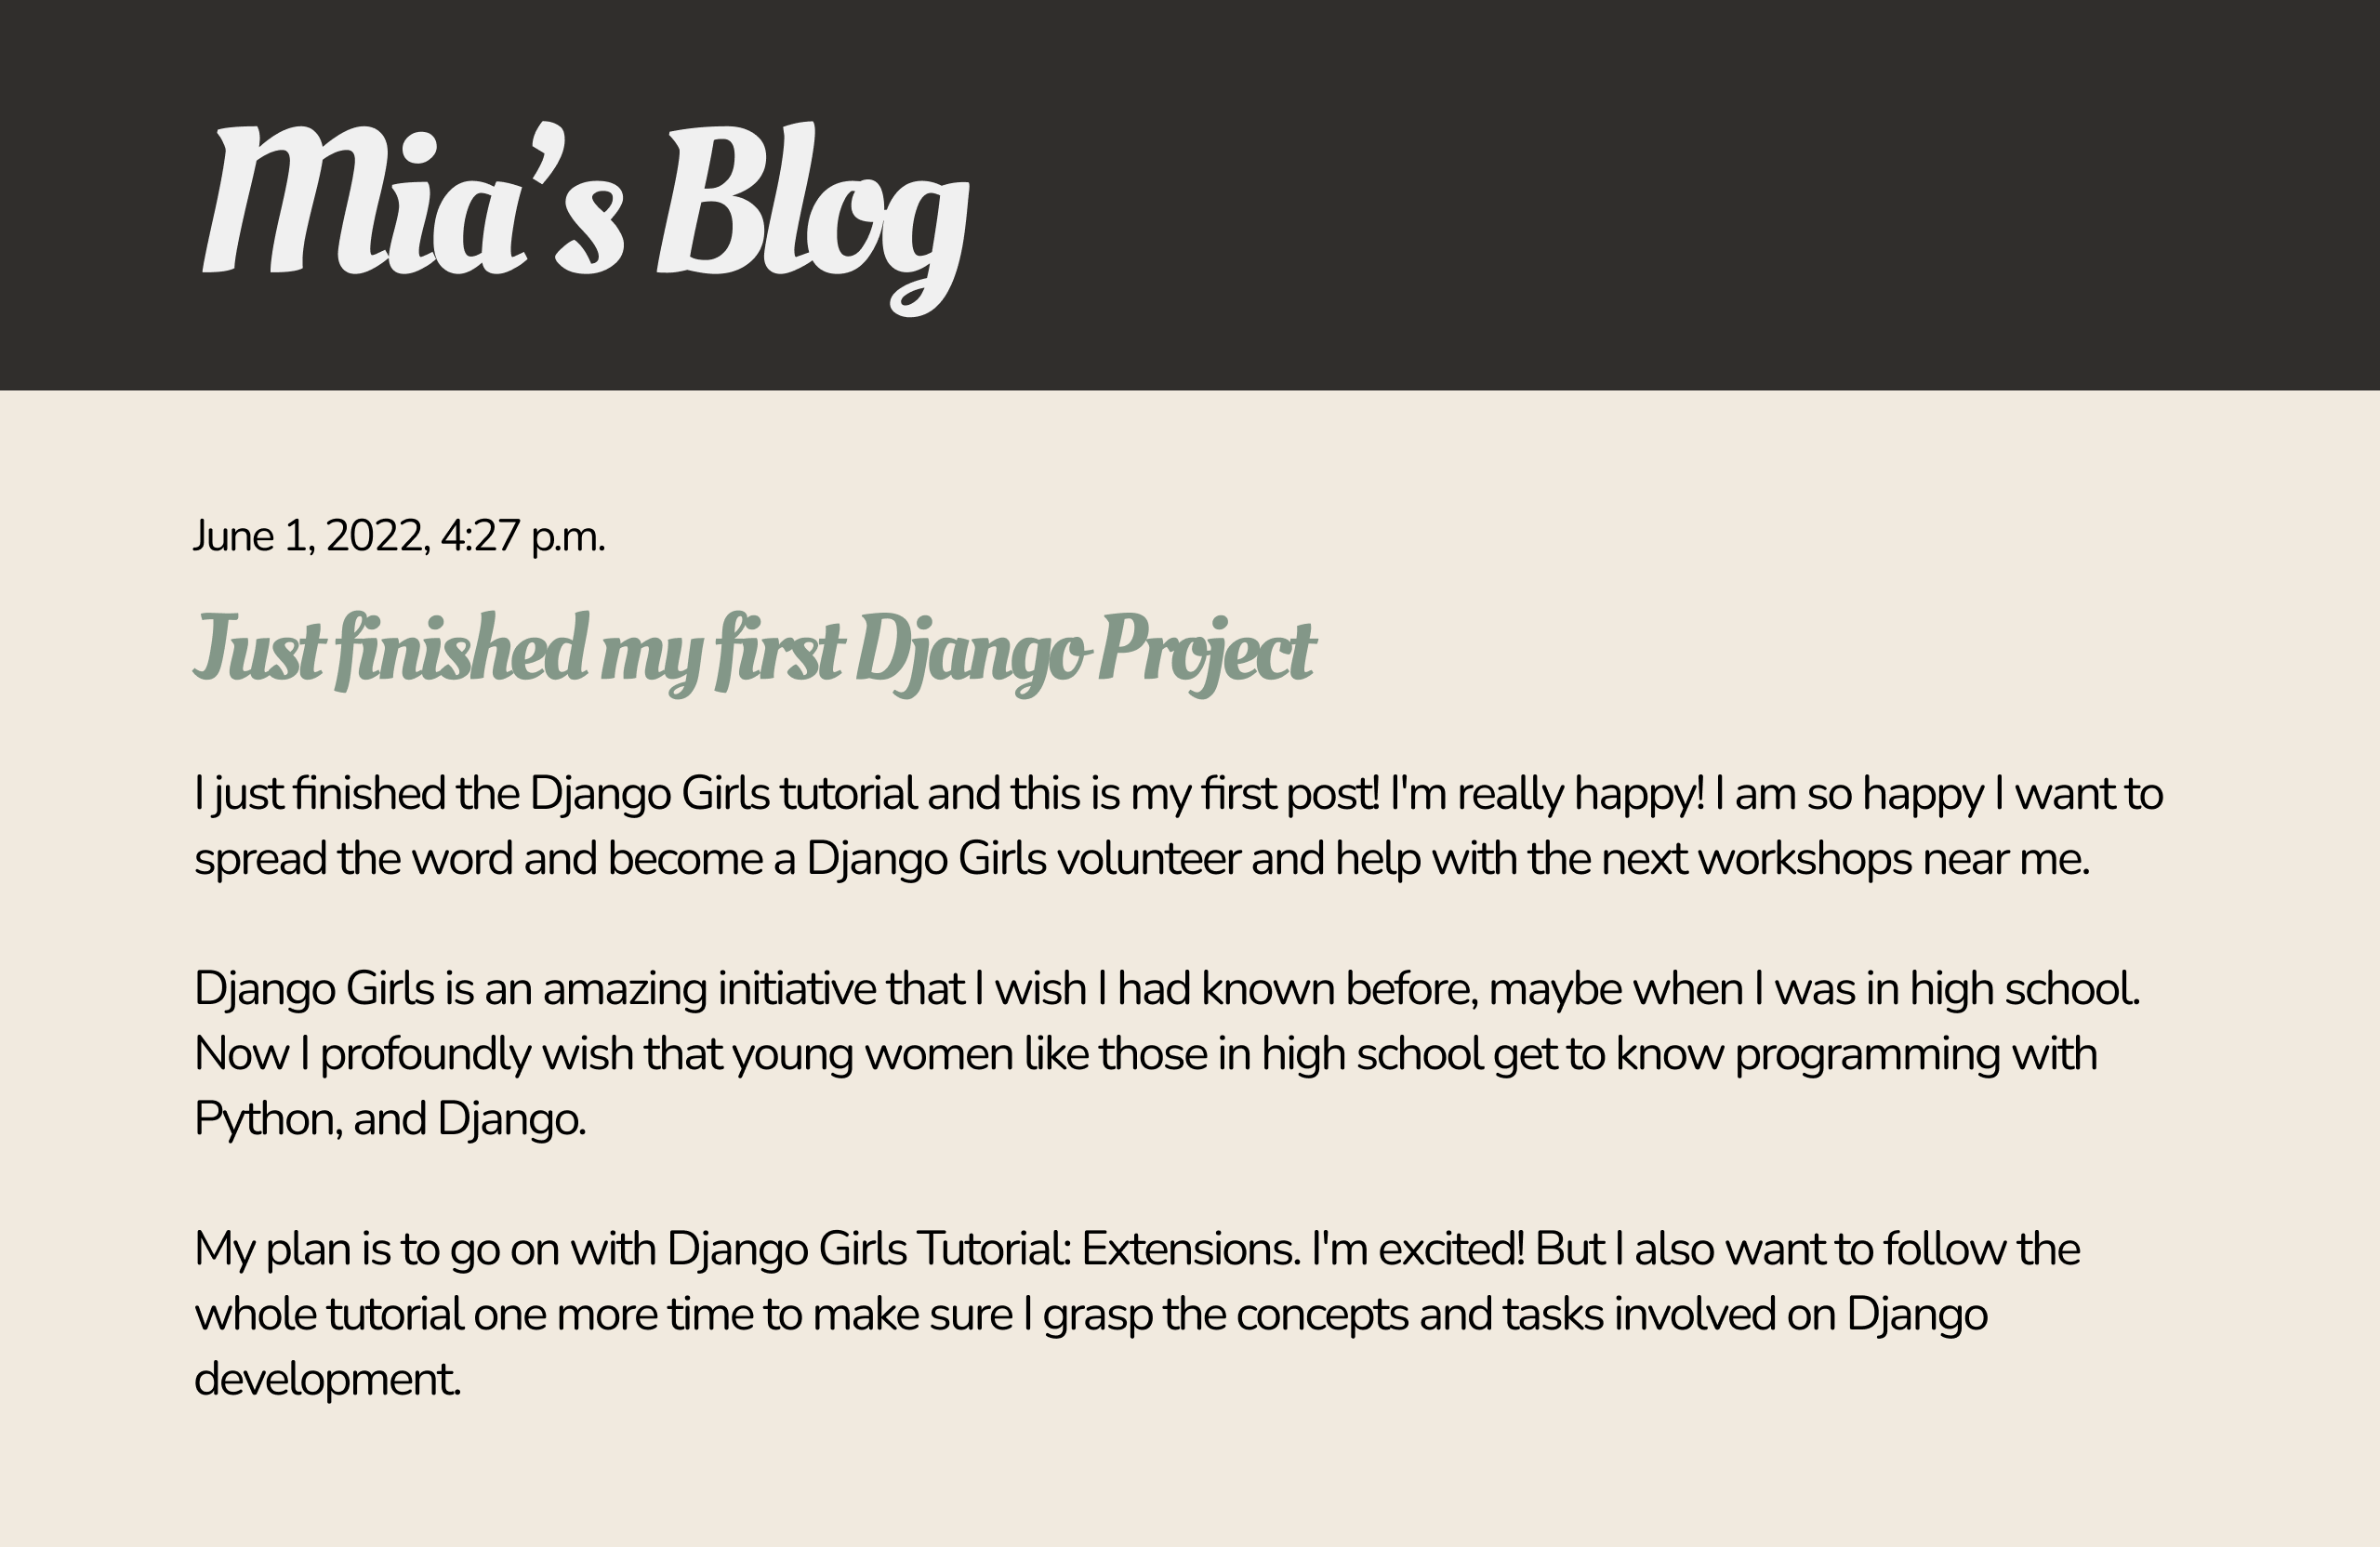 Mia's Blog
June 1, 2022, 4:27 p.m.
Just finished my first Django Project
I just finished the Django Girls tutorial and this is my first post! I'm really happy! I am so happy I want to
spread the word and become a Django Girls volunteer and help with the next workshops near me.
Django Girls is an amazing initiative that I wish I had known before, maybe when I was in high school.
Now I profoundly wish that young women like those in high school get to know programming with
Python, and Django.
My plan is to go on with Django Girls Tutorial: Extensions. I'm excited! But I also want to follow the
whole tutorial one more time to make sure I grasp the concepts and tasks involved on Django
development.